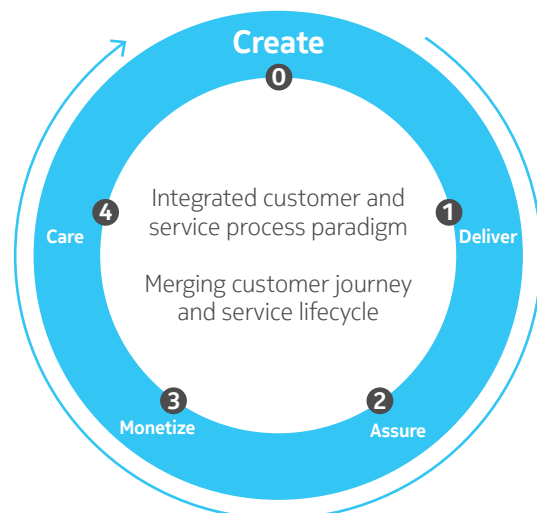 Create
0
4
Care
Integrated customer and
service process paradigm
1
Deliver
Merging customer journey
and service lifecycle
3
Monetize
2
Assure